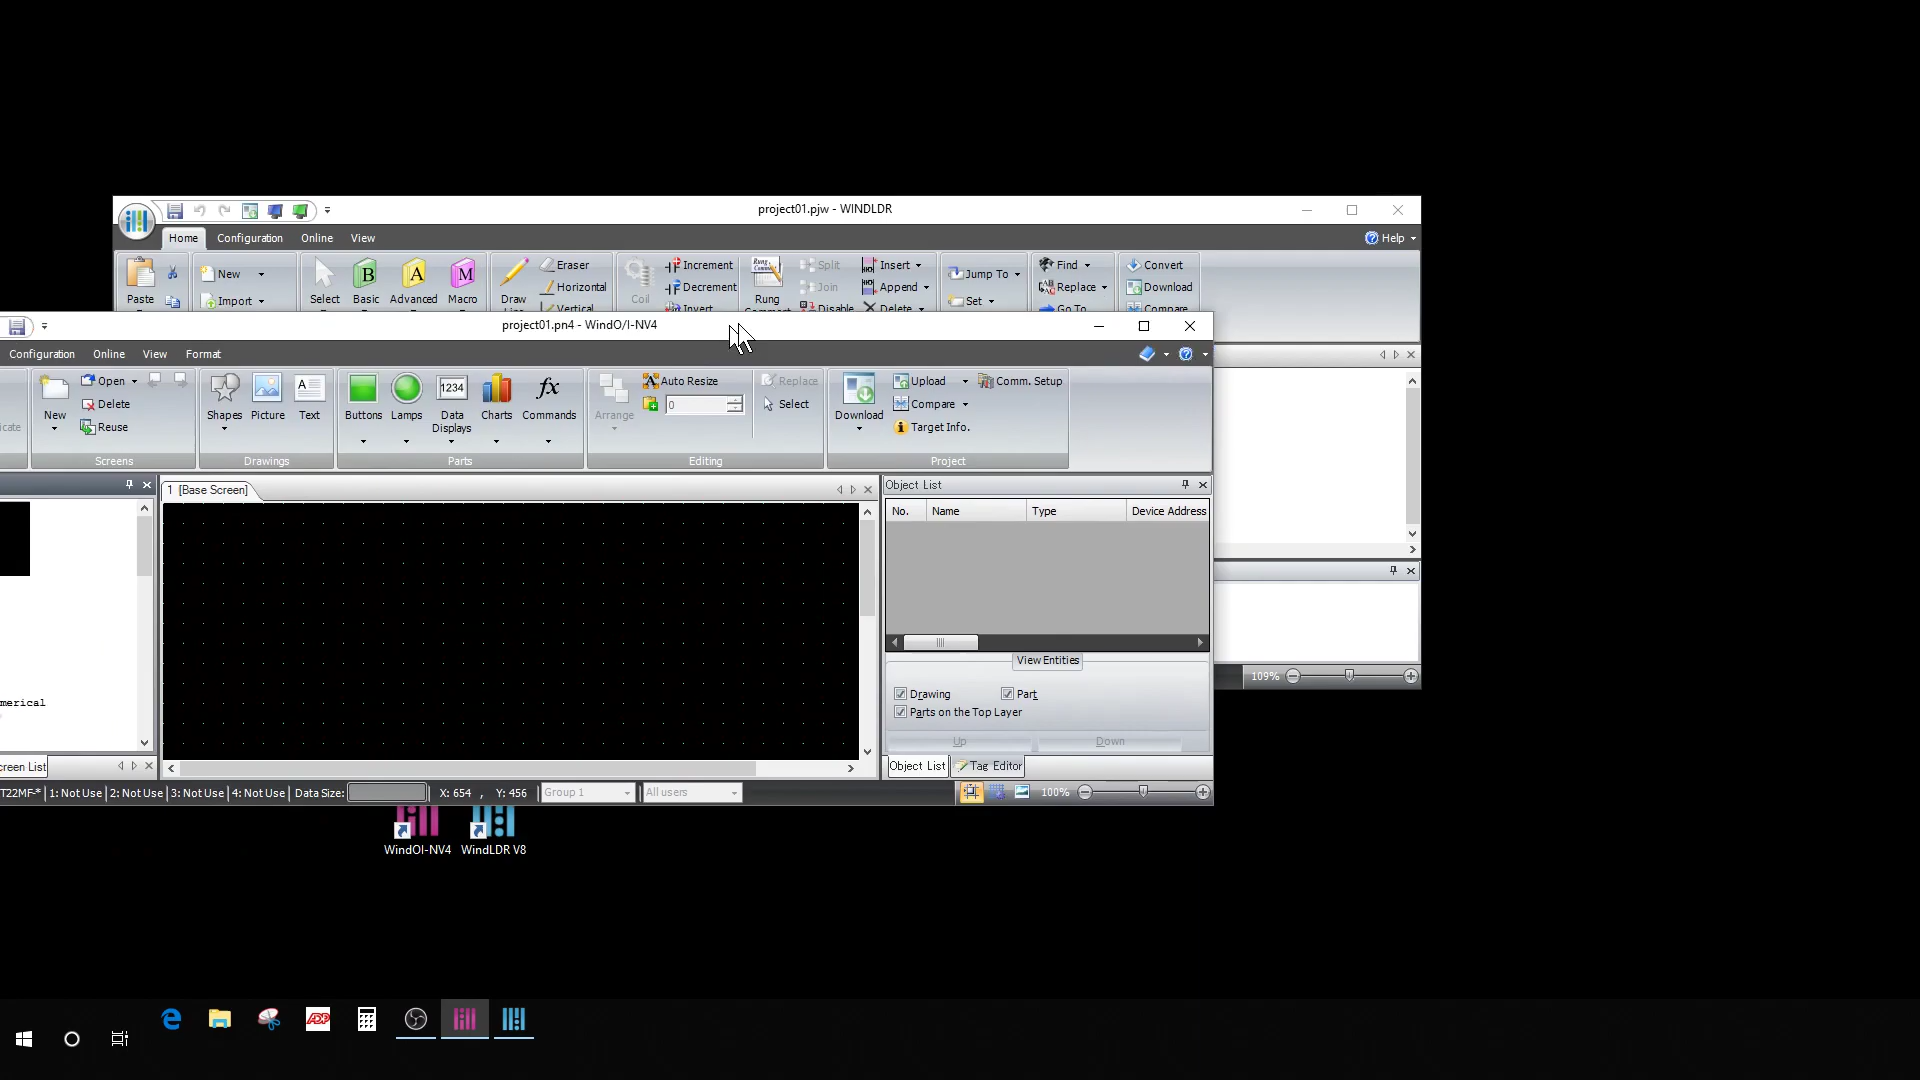 project01.pjw - WINDLDR
Home Configuration Online View Help
Paste New Import Select Basic Advanced Macro Draw Eraser Horizontal Vertical Coil Increment Decrement Invert Rung Split Join Disable Insert Append Delete Jump To Set Find Replace Go To Convert Download Compare
B A M
project01.pn4 - WindO/I-NV4
Configuration Online View Format
icate New Open Delete Reuse
Shapes Picture Text
Buttons Lamps Data Displays Charts Commands
1234 fx
Arrange Auto Resize 0 Replace Select
Download Upload Compare Target Info. Comm. Setup
Screens Drawings Parts Editing Project
1 [Base Screen]
Object List
No. Name Type Device Address
merical
View Entities
Drawing Part
Parts on the Top Layer
Up Down
reen List
Object List Tag Editor
T22MF-* 1: Not Use 2: Not Use 3: Not Use 4: Not Use Data Size: X: 654 , Y: 456 Group 1 All users 100%
109%
WindOI-NV4 WindLDR V8
ADP